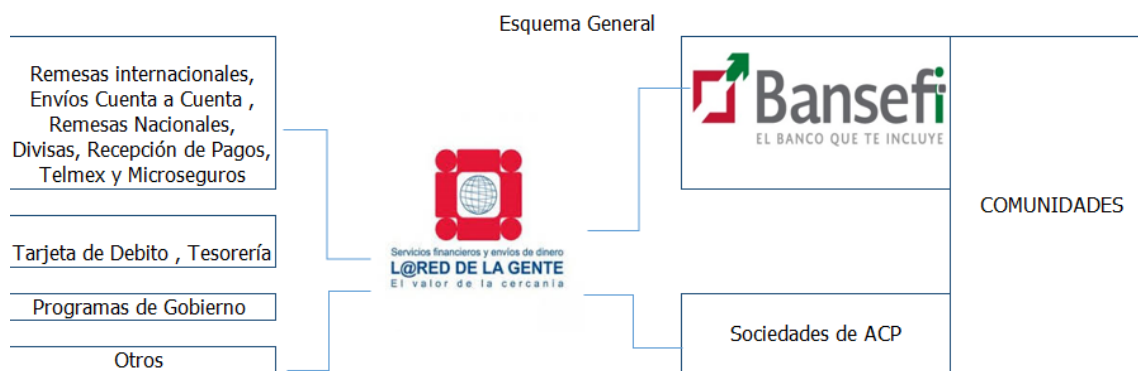 Esquema General
Remesas internacionales,
Envíos Cuenta a Cuenta ,
Remesas Nacionales,
Divisas, Recepción de Pagos,
Telmex y Microseguros
Tarjeta de Debito , Tesorería
Programas de Gobierno
Otros
Servicios financieros y envíos de dinero
L@RED DE LA GENTE
El valor de la cercanía
Bansefi
EL BANCO QUE TE INCLUYE
Sociedades de ACP
COMUNIDADES